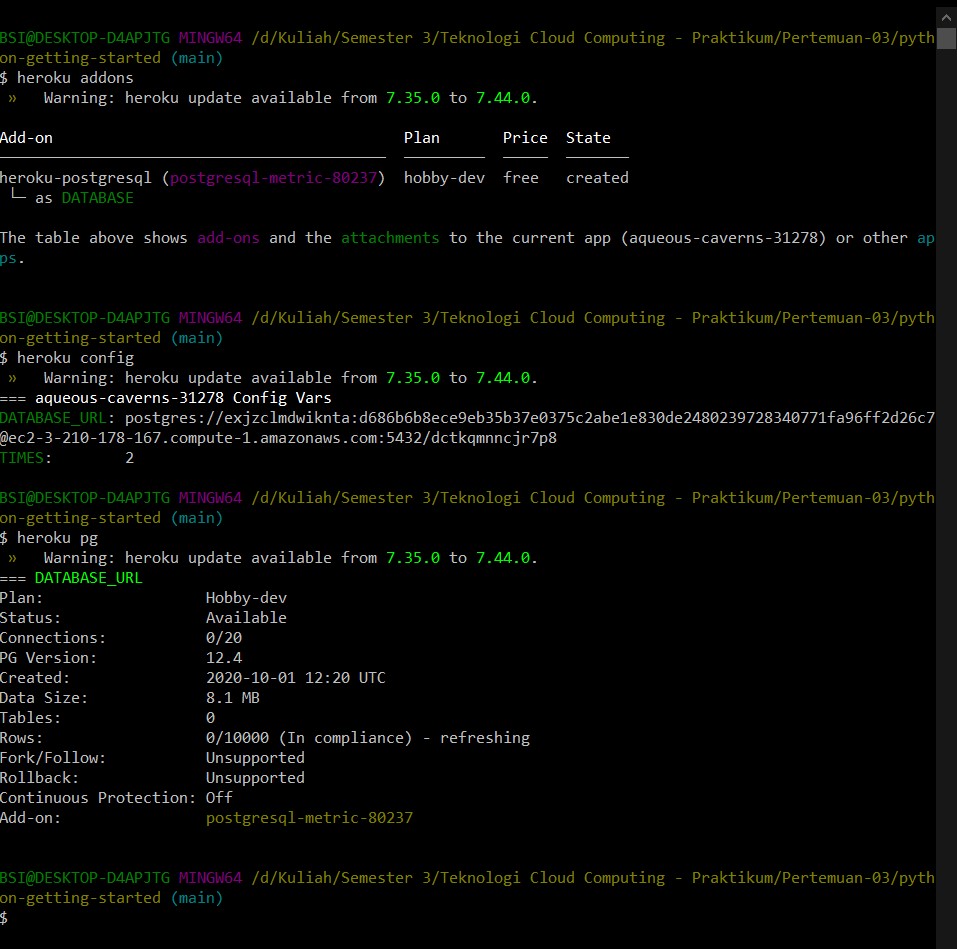 BSI@DESKTOP-D4APJTG MINGW64 /d/Kuliah/Semester 3/Teknologi Cloud Computing - Praktikum/Pertemuan-03/pyth
on-getting-started (main)
$ heroku addons
» Warning: heroku update available from 7.35.0 to 7.44.0.
Add-on Plan Price State
heroku-postgresql (postgresql-metric-80237) hobby-dev free created
└─ as DATABASE
The table above shows add-ons and the attachments to the current app (aqueous-caverns-31278) or other ap
ps.
BSI@DESKTOP-D4APJTG MINGW64 /d/Kuliah/Semester 3/Teknologi Cloud Computing - Praktikum/Pertemuan-03/pyth
on-getting-started (main)
$ heroku config
» Warning: heroku update available from 7.35.0 to 7.44.0.
=== aqueous-caverns-31278 Config Vars
DATABASE_URL: postgres://exjzclmdwiknta:d686b6b8ece9eb35b37e0375c2abe1e830de2480239728340771fa96ff2d26c7
@ec2-3-210-178-167.compute-1.amazonaws.com:5432/dctkqmnncjr7p8
TIMES: 2
BSI@DESKTOP-D4APJTG MINGW64 /d/Kuliah/Semester 3/Teknologi Cloud Computing - Praktikum/Pertemuan-03/pyth
on-getting-started (main)
$ heroku pg
» Warning: heroku update available from 7.35.0 to 7.44.0.
=== DATABASE_URL
Plan: Hobby-dev
Status: Available
Connections: 0/20
PG Version: 12.4
Created: 2020-10-01 12:20 UTC
Data Size: 8.1 MB
Tables: 0
Rows: 0/10000 (In compliance) - refreshing
Fork/Follow: Unsupported
Rollback: Unsupported
Continuous Protection: Off
Add-on: postgresql-metric-80237
BSI@DESKTOP-D4APJTG MINGW64 /d/Kuliah/Semester 3/Teknologi Cloud Computing - Praktikum/Pertemuan-03/pyth
on-getting-started (main)
$